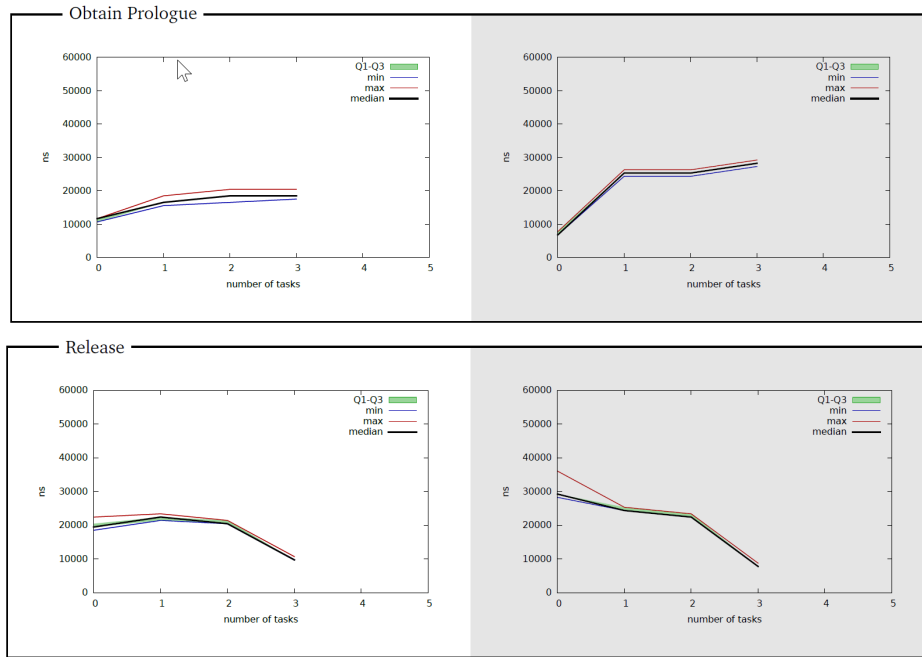 Obtain Prologue
60000
50000
40000
30000
20000
10000
0
ns
0 1 2 3 4 5
number of tasks
Q1-Q3
min
max
median
60000
50000
40000
30000
20000
10000
0
ns
0 1 2 3 4 5
number of tasks
Q1-Q3
min
max
median
Release
60000
50000
40000
30000
20000
10000
0
ns
0 1 2 3 4 5
number of tasks
Q1-Q3
min
max
median
60000
50000
40000
30000
20000
10000
0
ns
0 1 2 3 4 5
number of tasks
Q1-Q3
min
max
median